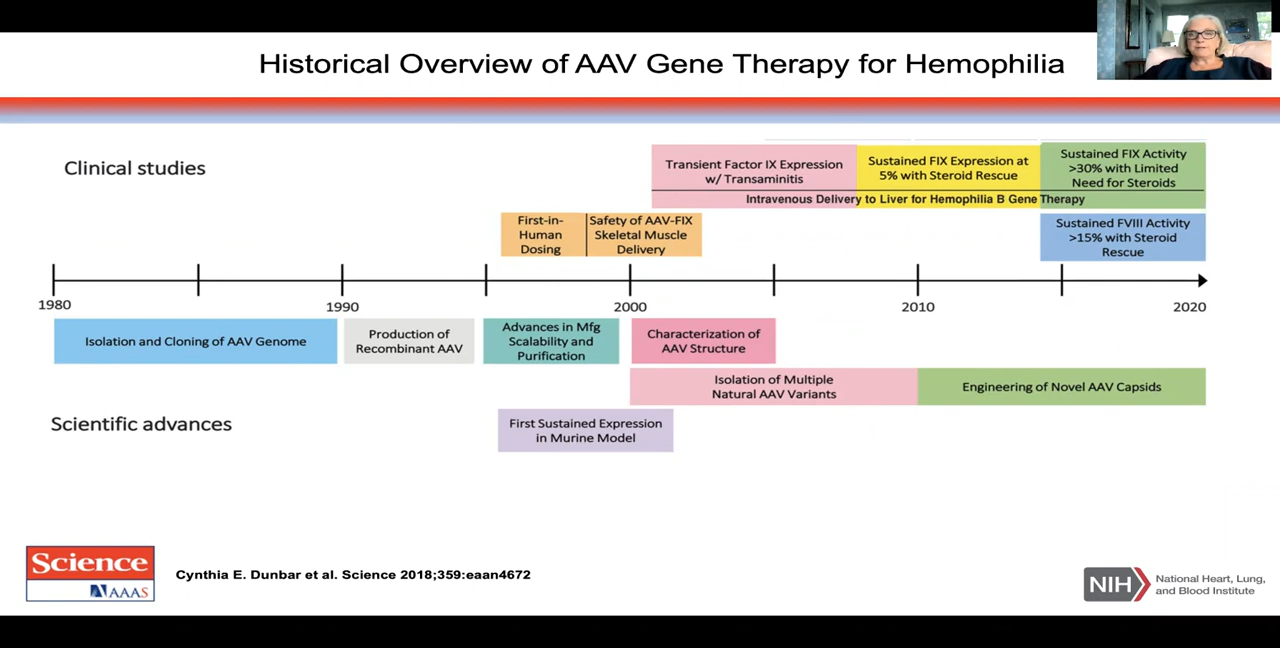 Historical Overview of AAV Gene Therapy for Hemophilia
Clinical studies
Transient Factor IX Expression
w/ Transaminitis
Sustained FIX Expression at
5% with Steroid Rescue
Sustained FIX Activity
>30% with Limited
Need for Steroids
Intravenous Delivery to Liver for Hemophilia B Gene Therapy
First-in-
Human
Dosing
Safety of AAV-FIX
Skeletal Muscle
Delivery
Sustained FVIII Activity
>15% with Steroid
Rescue
1980
1990
2000
2010
2020
Isolation and Cloning of AAV Genome
Production of
Recombinant AAV
Advances in Mfg
Scalability and
Purification
Characterization of
AAV Structure
Isolation of Multiple
Natural AAV Variants
Engineering of Novel AAV Capsids
Scientific advances
First Sustained Expression
in Murine Model
Science
AAAS
Cynthia E. Dunbar et al. Science 2018;359:eaan4672
NIH
National Heart, Lung,
and Blood Institute